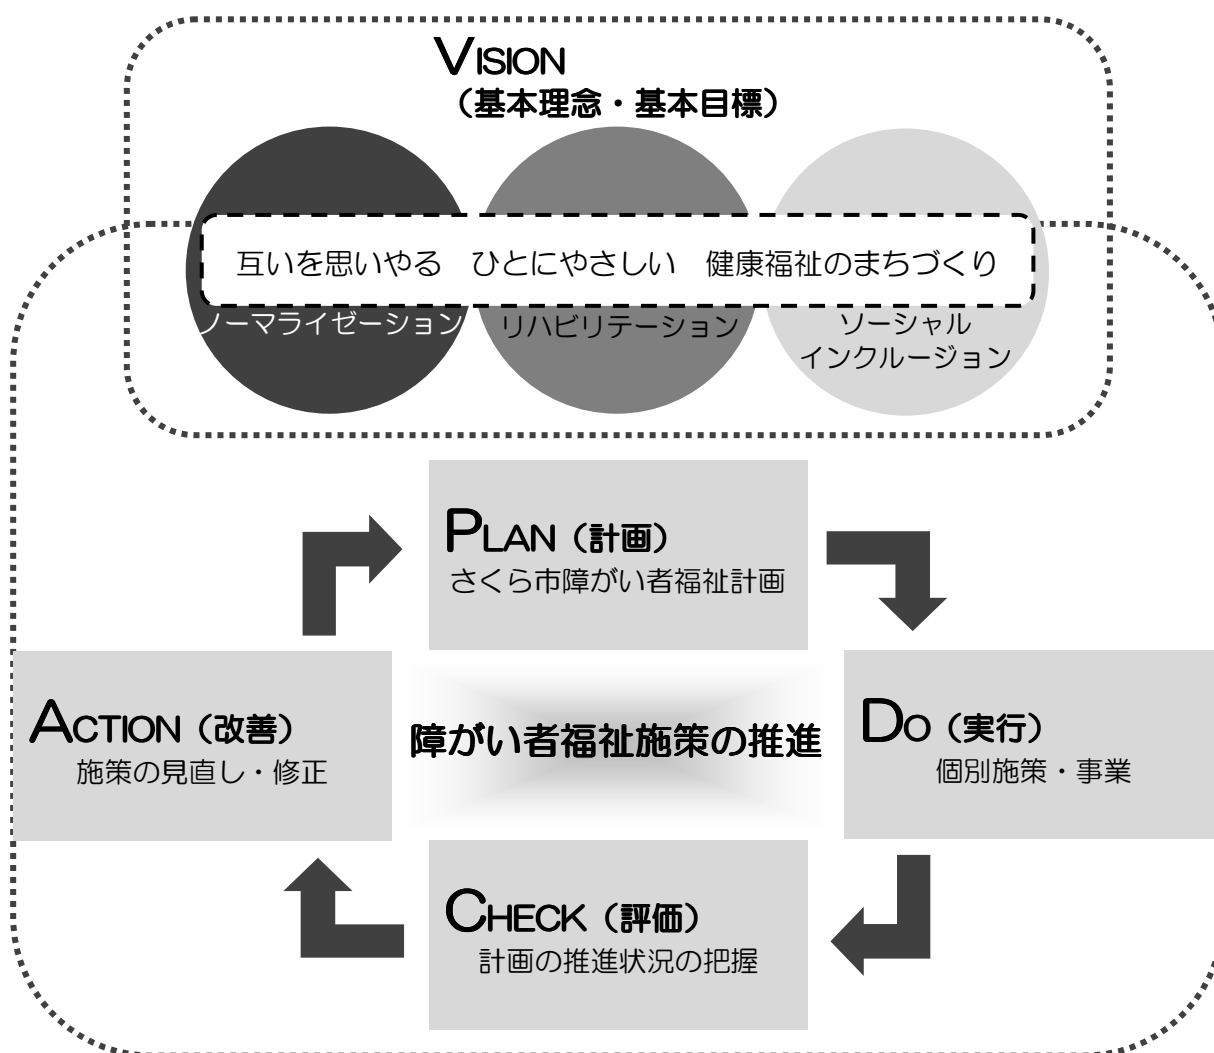 VISION
（基本理念・基本目標）
互いを思いやる　ひとにやさしい　健康福祉のまちづくり
ノーマライゼーション
リハビリテーション
ソーシャル
インクルージョン
PLAN（計画）
さくら市障がい者福祉計画
ACTION（改善）
施策の見直し・修正
障がい者福祉施策の推進
DO（実行）
個別施策・事業
CHECK（評価）
計画の推進状況の把握